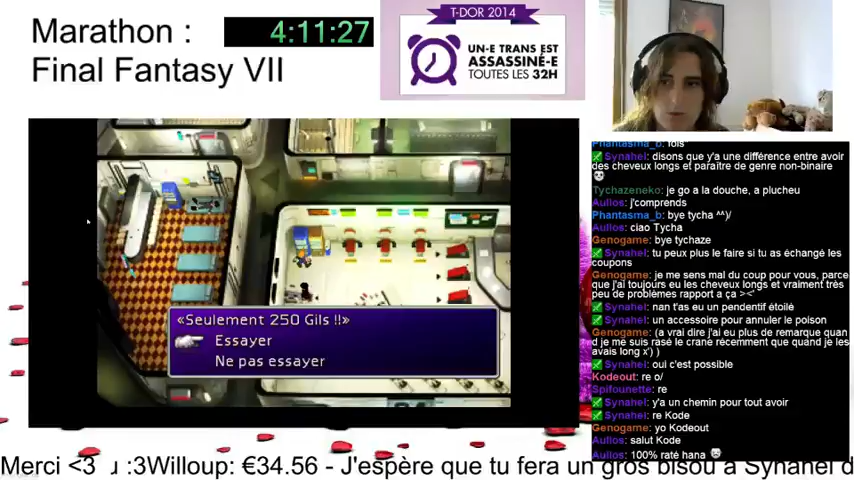 Marathon :
Final Fantasy VII
4:11:27
T-DOR 2014
UN-E TRANS EST
ASSASSINÉ-E
TOUTES LES 32H
«Seulement 250 Gils !!»
Essayer
Ne pas essayer
Phantasma_b: fois*
Synahel: disons que y'a une différence entre avoir
des cheveux longs et paraître de genre non-binaire
Tychazeneko: je go a la douche, a plucheu
Aulios: j'comprends
Phantasma_b: bye tycha ^^)/
Aulios: ciao Tycha
Genogame: bye tychaze
Synahel: tu peux plus le faire si tu as échangé les
coupons
Genogame: je me sens mal du coup pour vous, parce
que j'ai toujours eu les cheveux longs et vraiment très
peu de problèmes rapport a ça ><'
Synahel: nan t'as eu un pendentif étoilé
Synahel: un accessoire pour annuler le poison
Genogame: (a vrai dire j'ai eu plus de remarque quan
d je me suis rasé le crane récemment que quand je les
avais long x') )
Synahel: oui c'est possible
Kodeout: re o/
Spifounette: re
Synahel: y'a un chemin pour tout avoir
Synahel: re Kode
Genogame: yo Kodeout
Aulios: salut Kode
Aulios: 100% raté hana
Merci <3 u :3Willoup: €34.56 - J'espère que tu fera un gros bisou a Synahel d